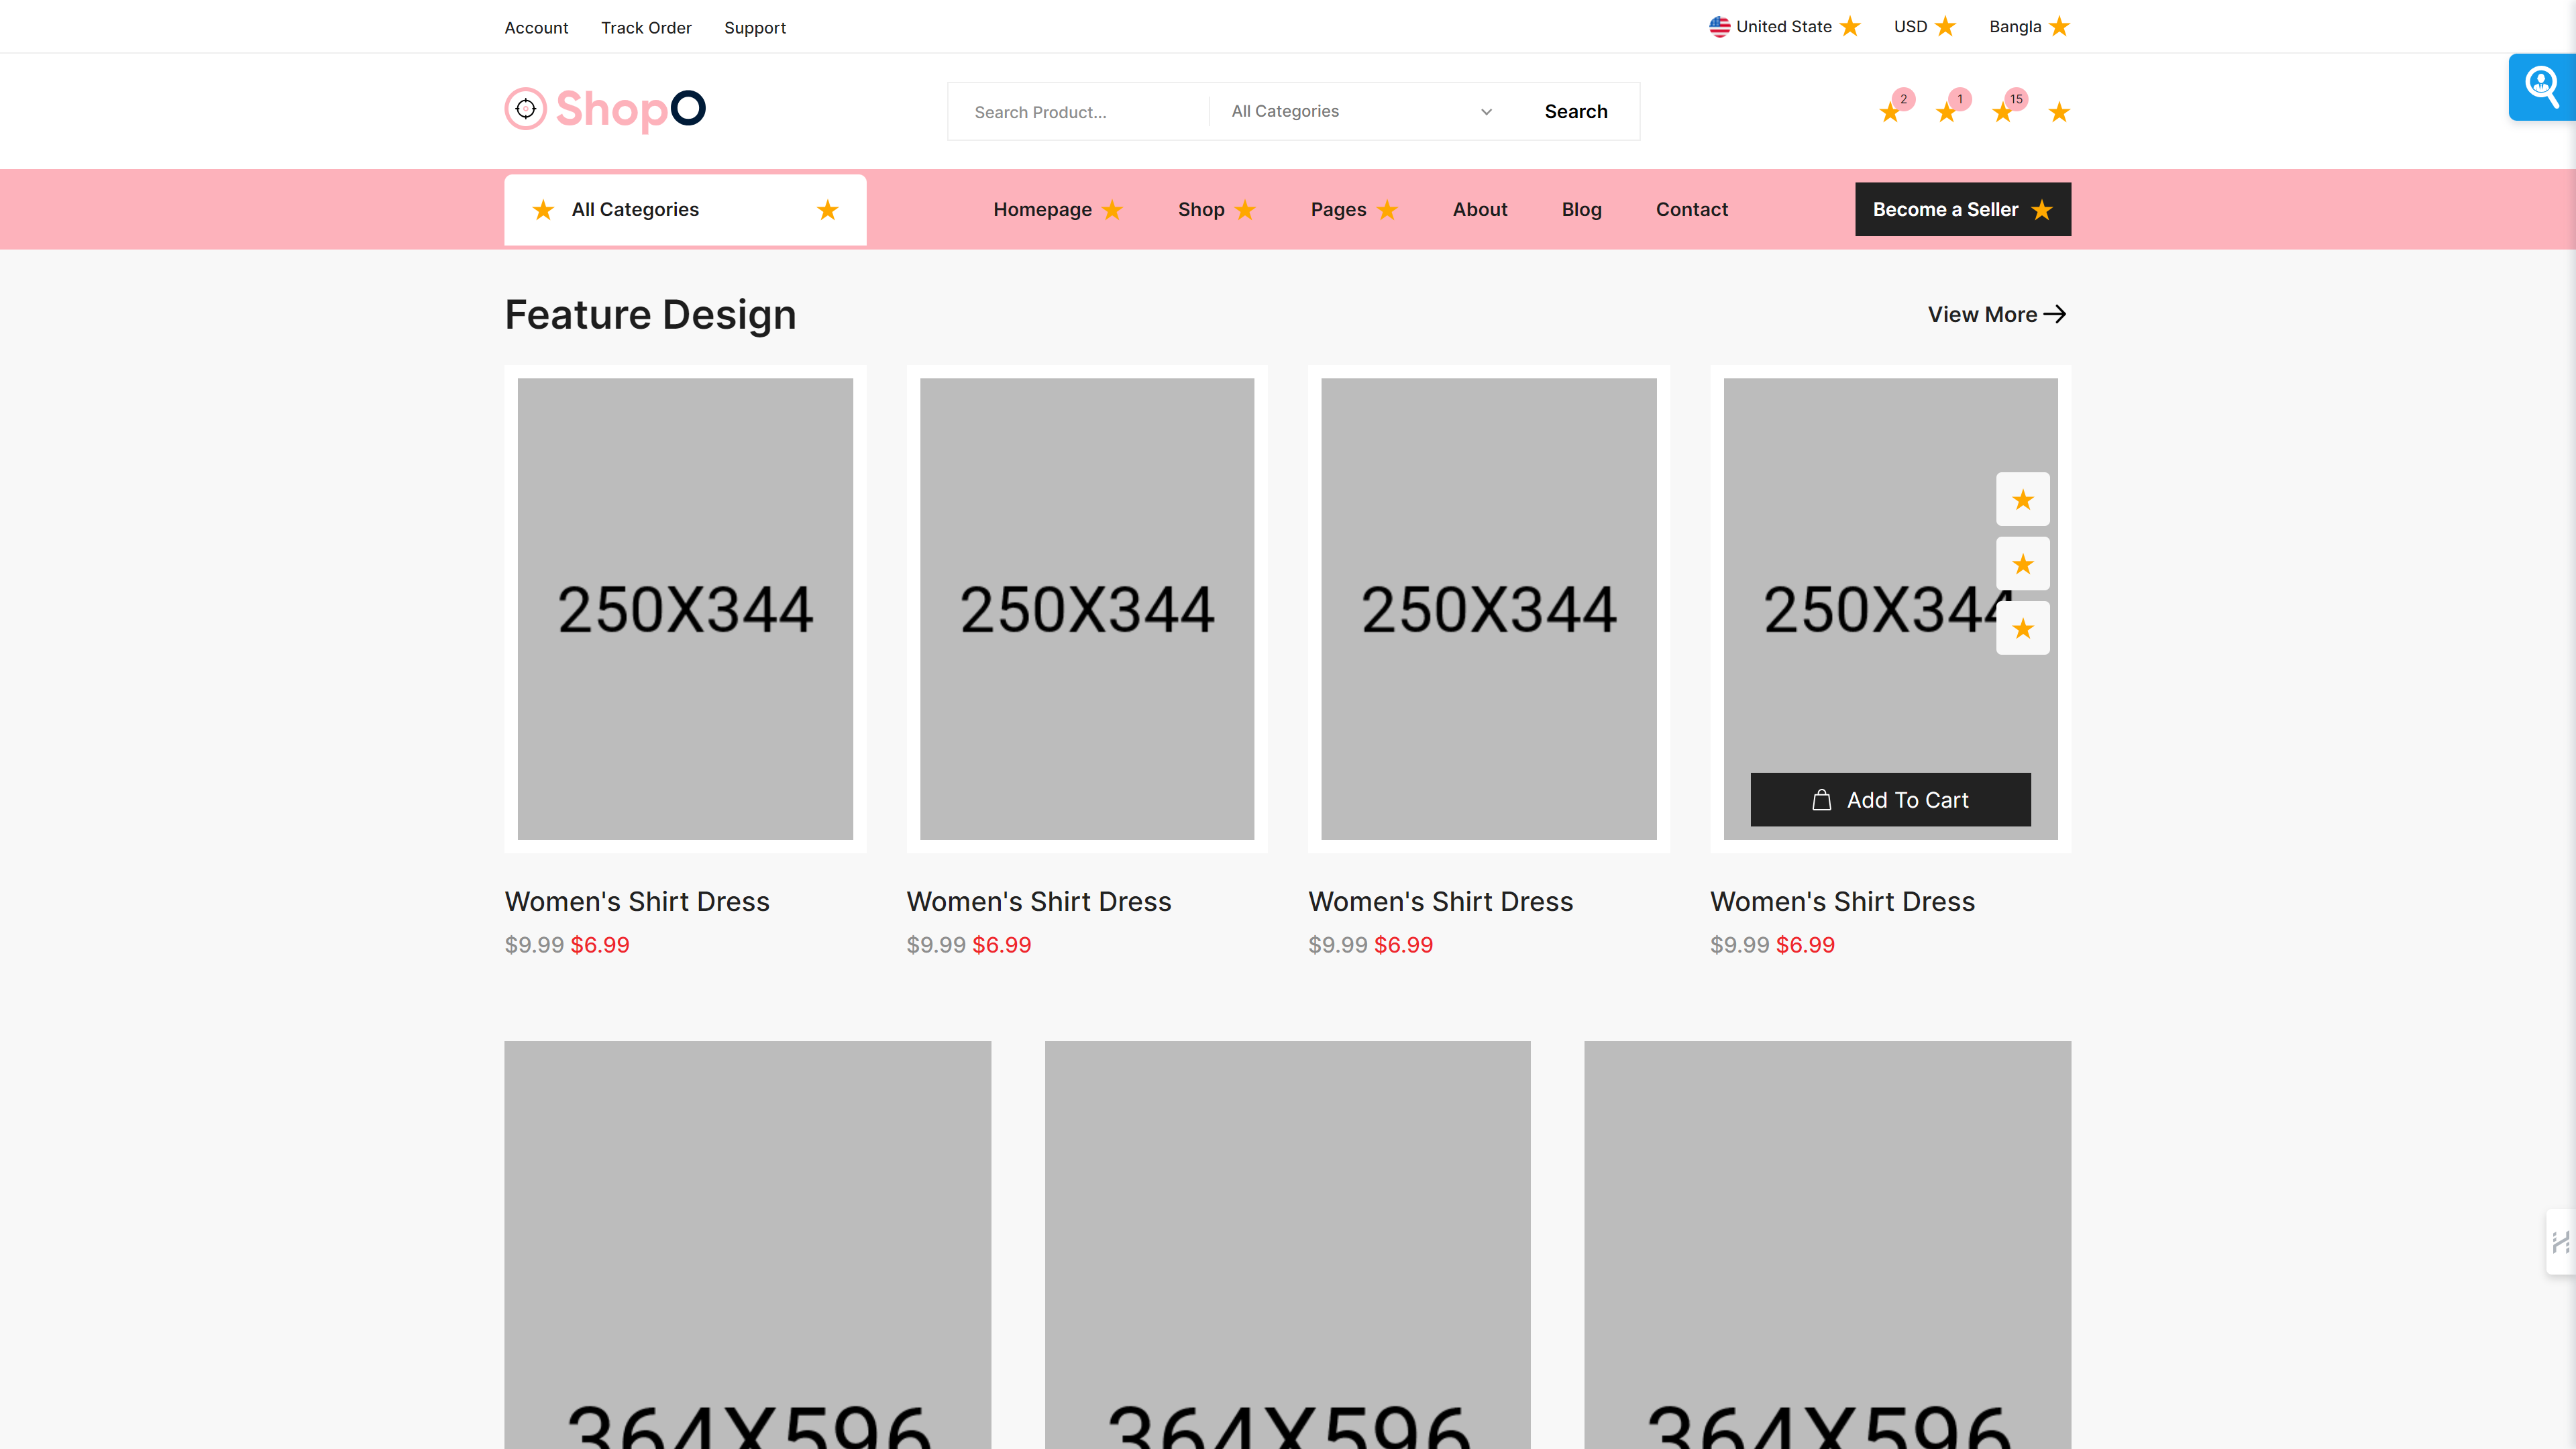 Account Track Order Support United State USD Bangla
ShopO Search Product... All Categories Search 2 1 15
All Categories Homepage Shop Pages About Blog Contact Become a Seller
Feature Design View More
250X344 250X344 250X344 250X344
Add To Cart
Women's Shirt Dress Women's Shirt Dress Women's Shirt Dress Women's Shirt Dress
$9.99 $6.99 $9.99 $6.99 $9.99 $6.99 $9.99 $6.99
364X596 364X596 364X596